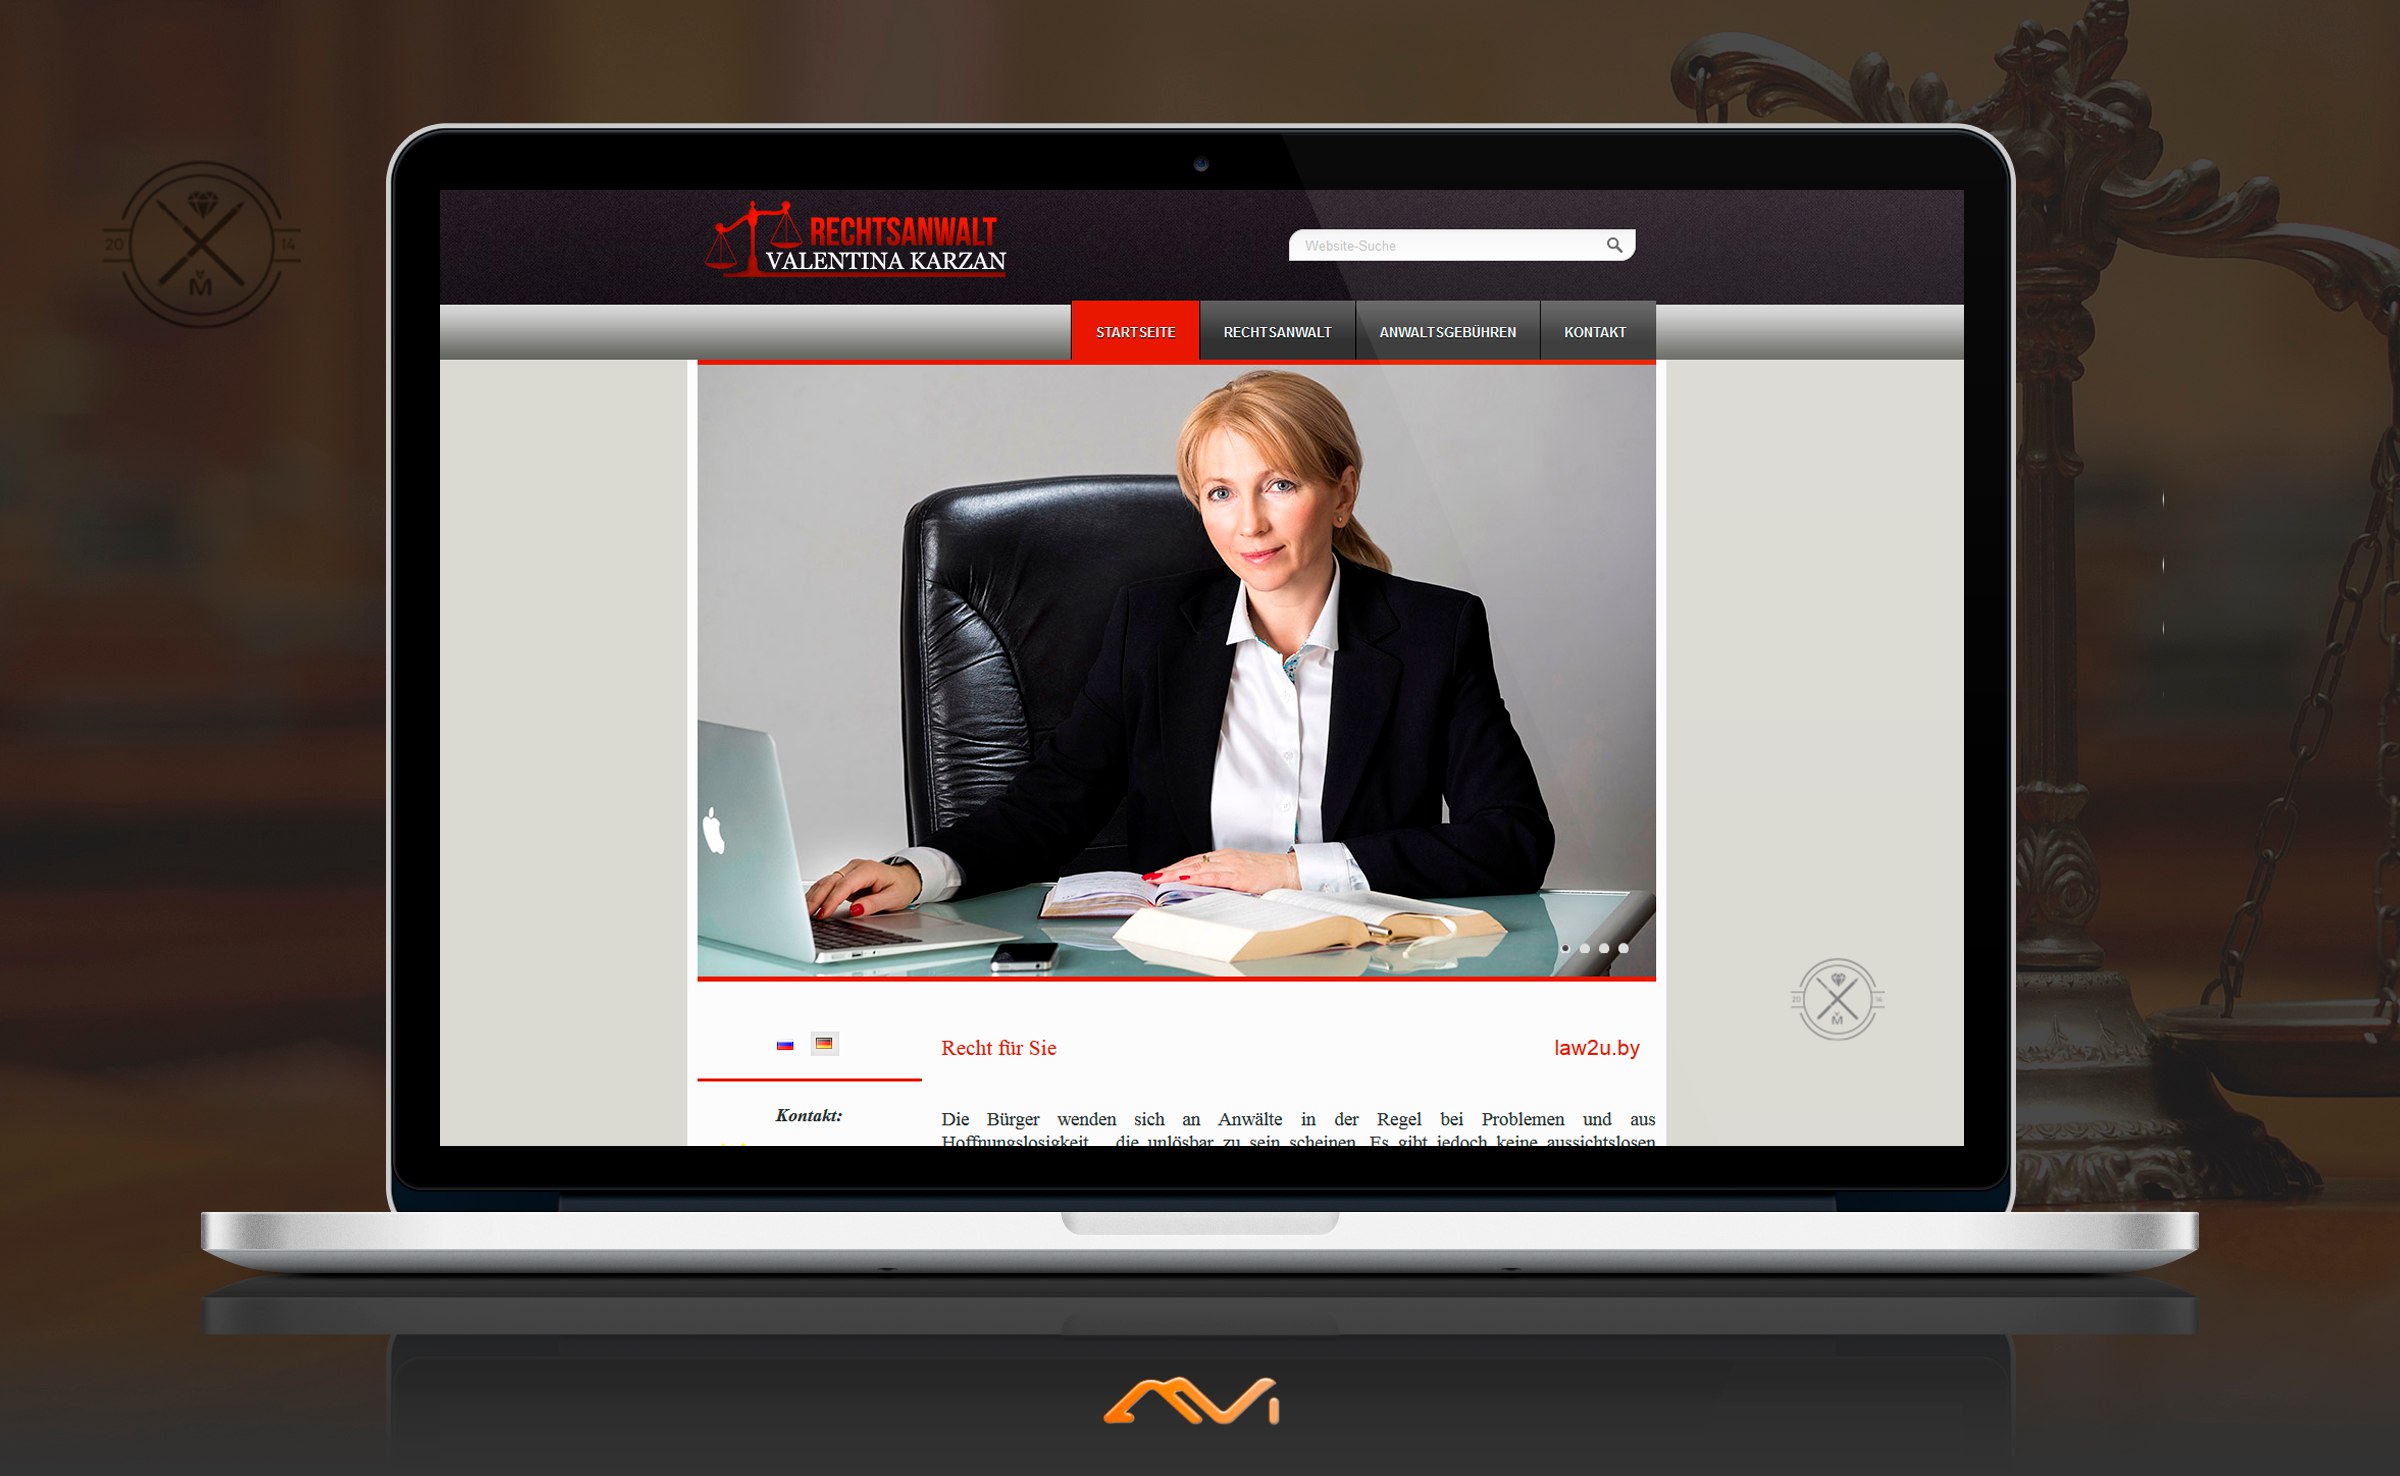 20 14
M
RECHTSANWALT
VALENTINA KARZAN
Website-Suche
STARTSEITE RECHTSANWALT ANWALTSGEBÜHREN KONTAKT
20 14
M
Recht für Sie law2u.by
Kontakt:
Die Bürger wenden sich an Anwälte in der Regel bei Problemen und aus
Hoffnungslosigkeit, die unlösbar zu sein scheinen. Es gibt jedoch keine aussichtslosen